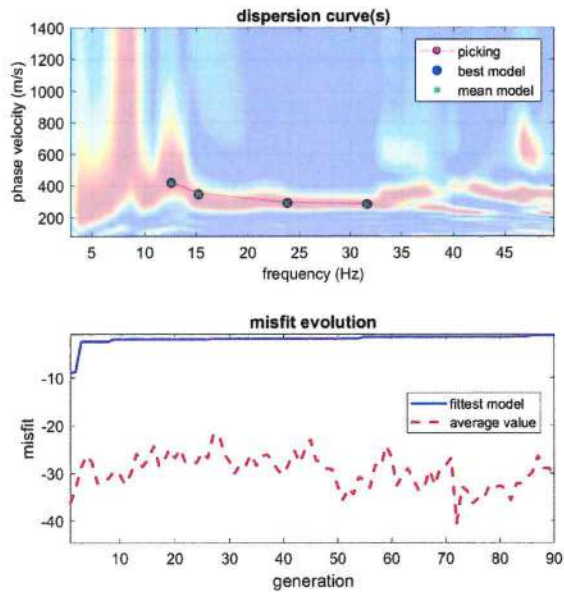 dispersion curve(s)
1400
1200
1000
800
600
400
200
phase velocity (m/s)
picking
best model
mean model
5 10 15 20 25 30 35 40 45
frequency (Hz)
misfit evolution
-10
-20
-30
-40
misfit
fittest model
average value
10 20 30 40 50 60 70 80 90
generation